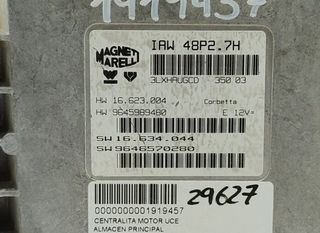 1919457
MAGNETI
MARELLI
IAW 48P2.7H
3LXHAUGCD 350 03
HW 16.623.004 Corbetta
HW 9645989480 E 12V=
SW 16.634.044
SW 9646570280
29627
0000000001919457
CENTRALITA MOTOR UCE
ALMACEN PRINCIPAL